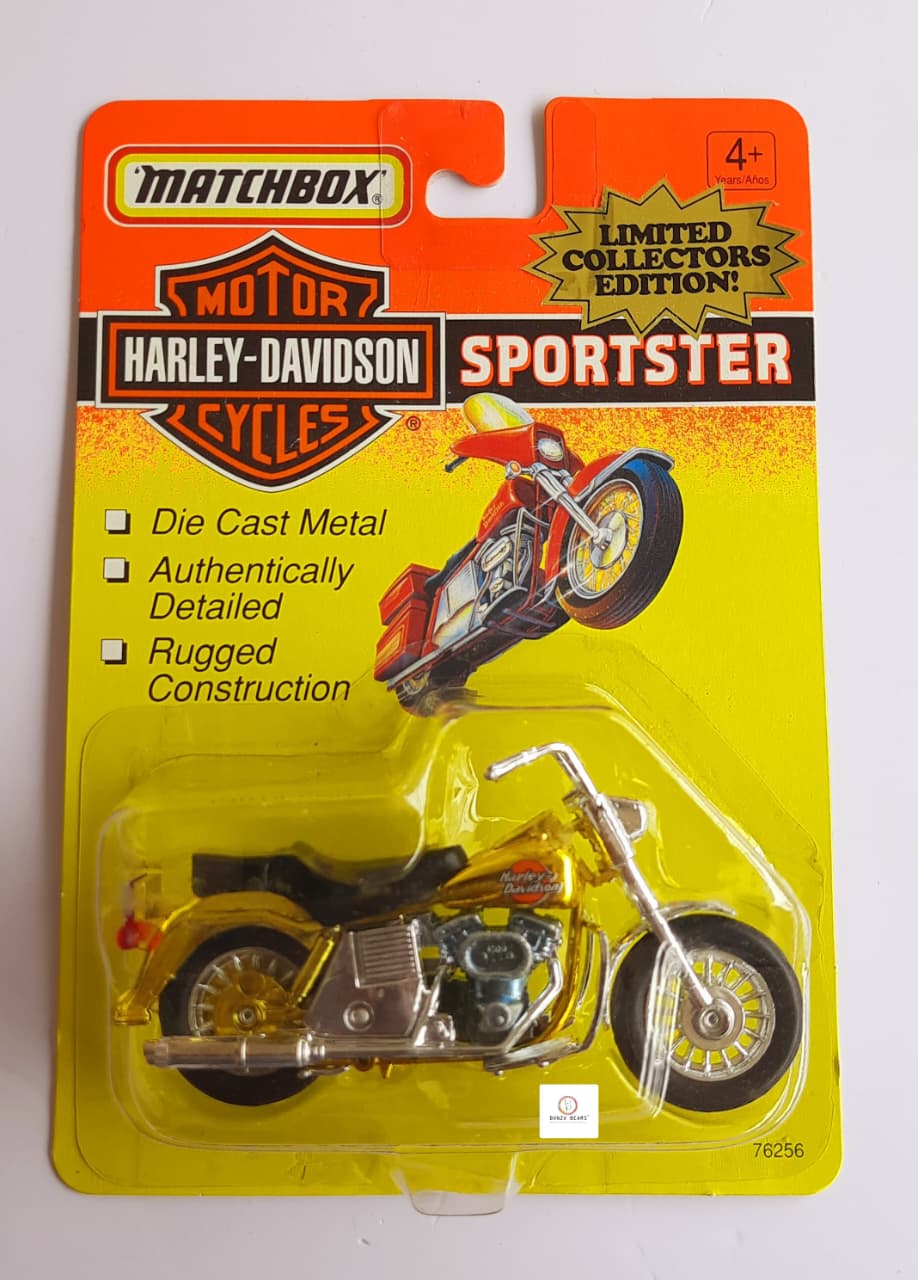 MATCHBOX®
4+
Years/Años
LIMITED
COLLECTORS
EDITION!
MOTOR
HARLEY-DAVIDSON
CYCLES
®
SPORTSTER
Die Cast Metal
Authentically
Detailed
Rugged
Construction
Harley-
Davidson
76256